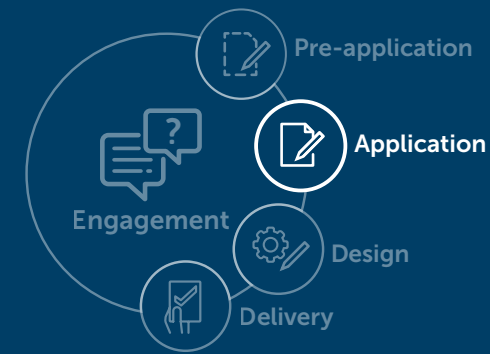 Pre-application
?
Application
Engagement
Design
Delivery